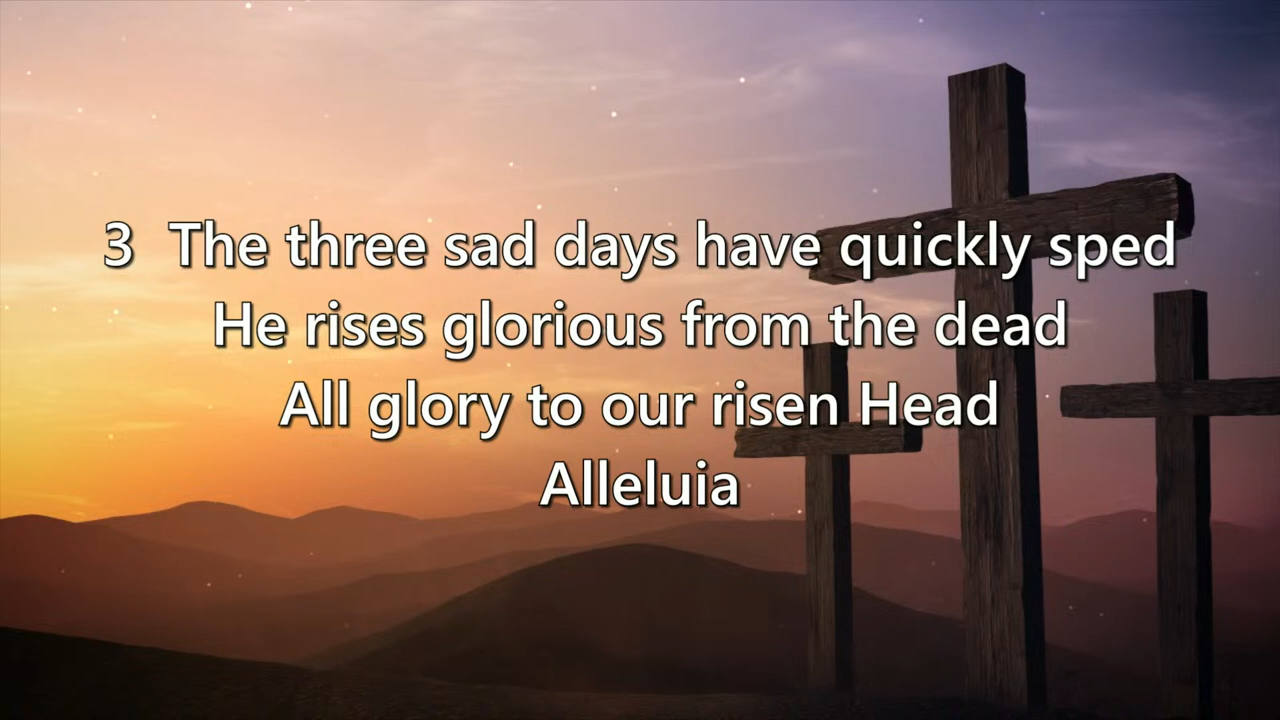 3 The three sad days have quickly sped
He rises glorious from the dead
All glory to our risen Head
Alleluia